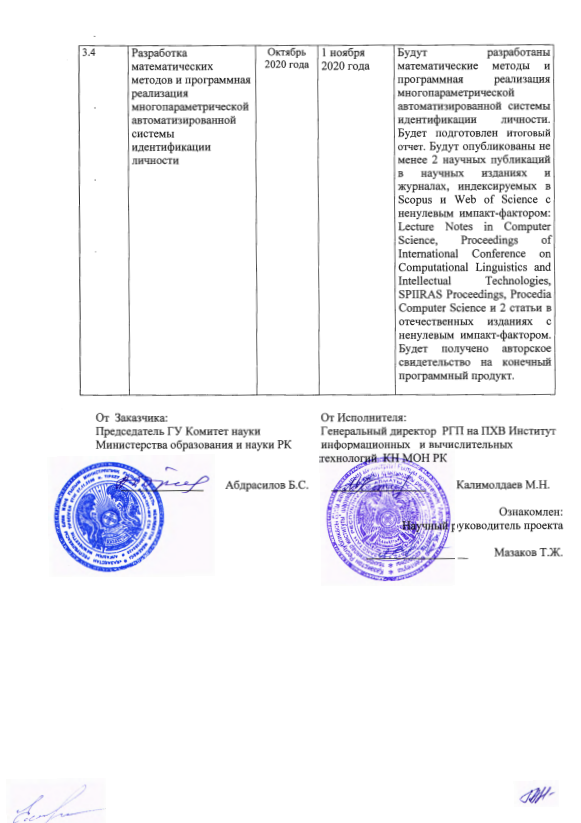 3.4
Разработка
математических
методов и программная
реализация
многопараметрической
автоматизированной
системы
идентификации
личности
Октябрь
2020 года
1 ноября
2020 года
Будут разработаны
математические методы и
программная реализация
многопараметрической
автоматизированной системы
идентификации личности.
Будет подготовлен итоговый
отчет. Будут опубликованы не
менее 2 научных публикаций
в научных изданиях и
журналах, индексируемых в
Scopus и Web of Science с
ненулевым импакт-фактором:
Lecture Notes in Computer
Science, Proceedings of
International Conference on
Computational Linguistics and
Intellectual Technologies,
SPIIRAS Proceedings, Procedia
Computer Science и 2 статьи в
отечественных изданиях с
ненулевым импакт-фактором.
Будет получено авторское
свидетельство на конечный
программный продукт.
От Заказчика:
Председатель ГУ Комитет науки
Министерства образования и науки РК
Абдрасилов Б.С.
От Исполнителя:
Генеральный директор РГП на ПХВ Институт
информационных и вычислительных
технологий КН МОН РК
Калимолдаев М.Н.
Ознакомлен:
Научный руководитель проекта
Мазаков Т.Ж.